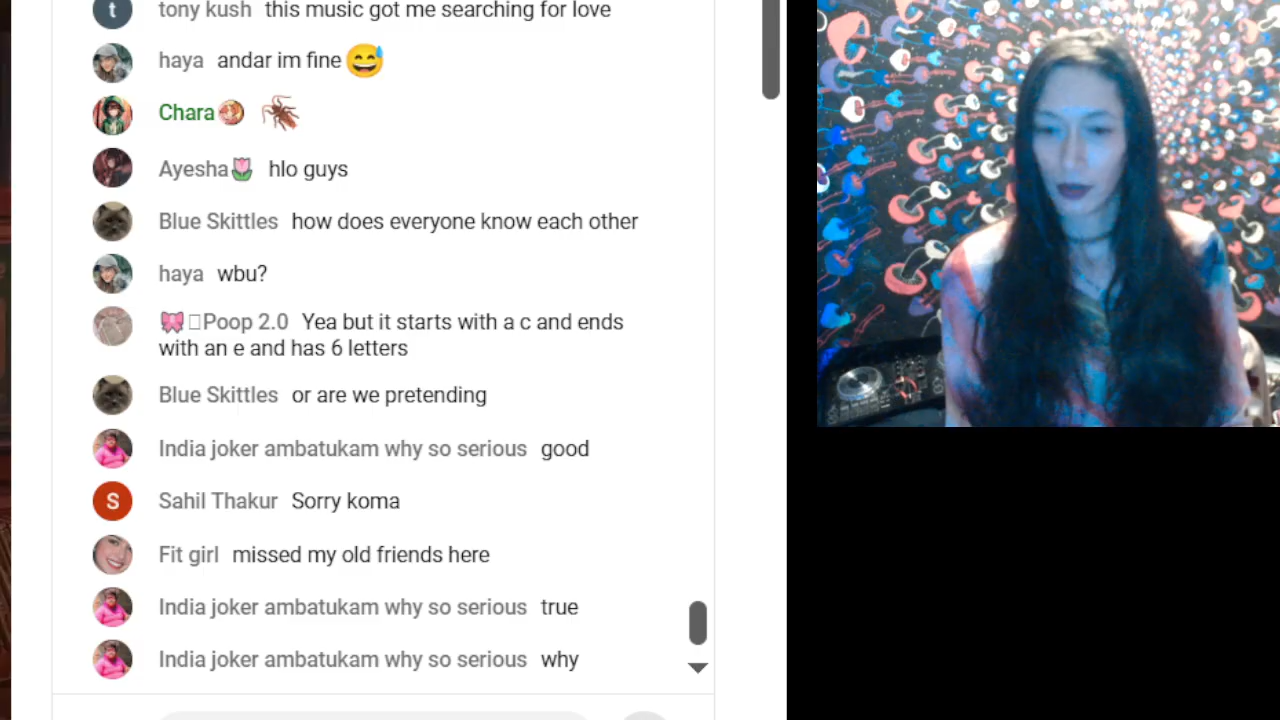 t
tony kush this music got me searching for love
haya andar im fine 😅
Chara 🪳
Ayesha🌷 hlo guys
Blue Skittles how does everyone know each other
haya wbu?
🎀▯Poop 2.0 Yea but it starts with a c and ends
with an e and has 6 letters
Blue Skittles or are we pretending
India joker ambatukam why so serious good
S
Sahil Thakur Sorry koma
Fit girl missed my old friends here
India joker ambatukam why so serious true
India joker ambatukam why so serious why